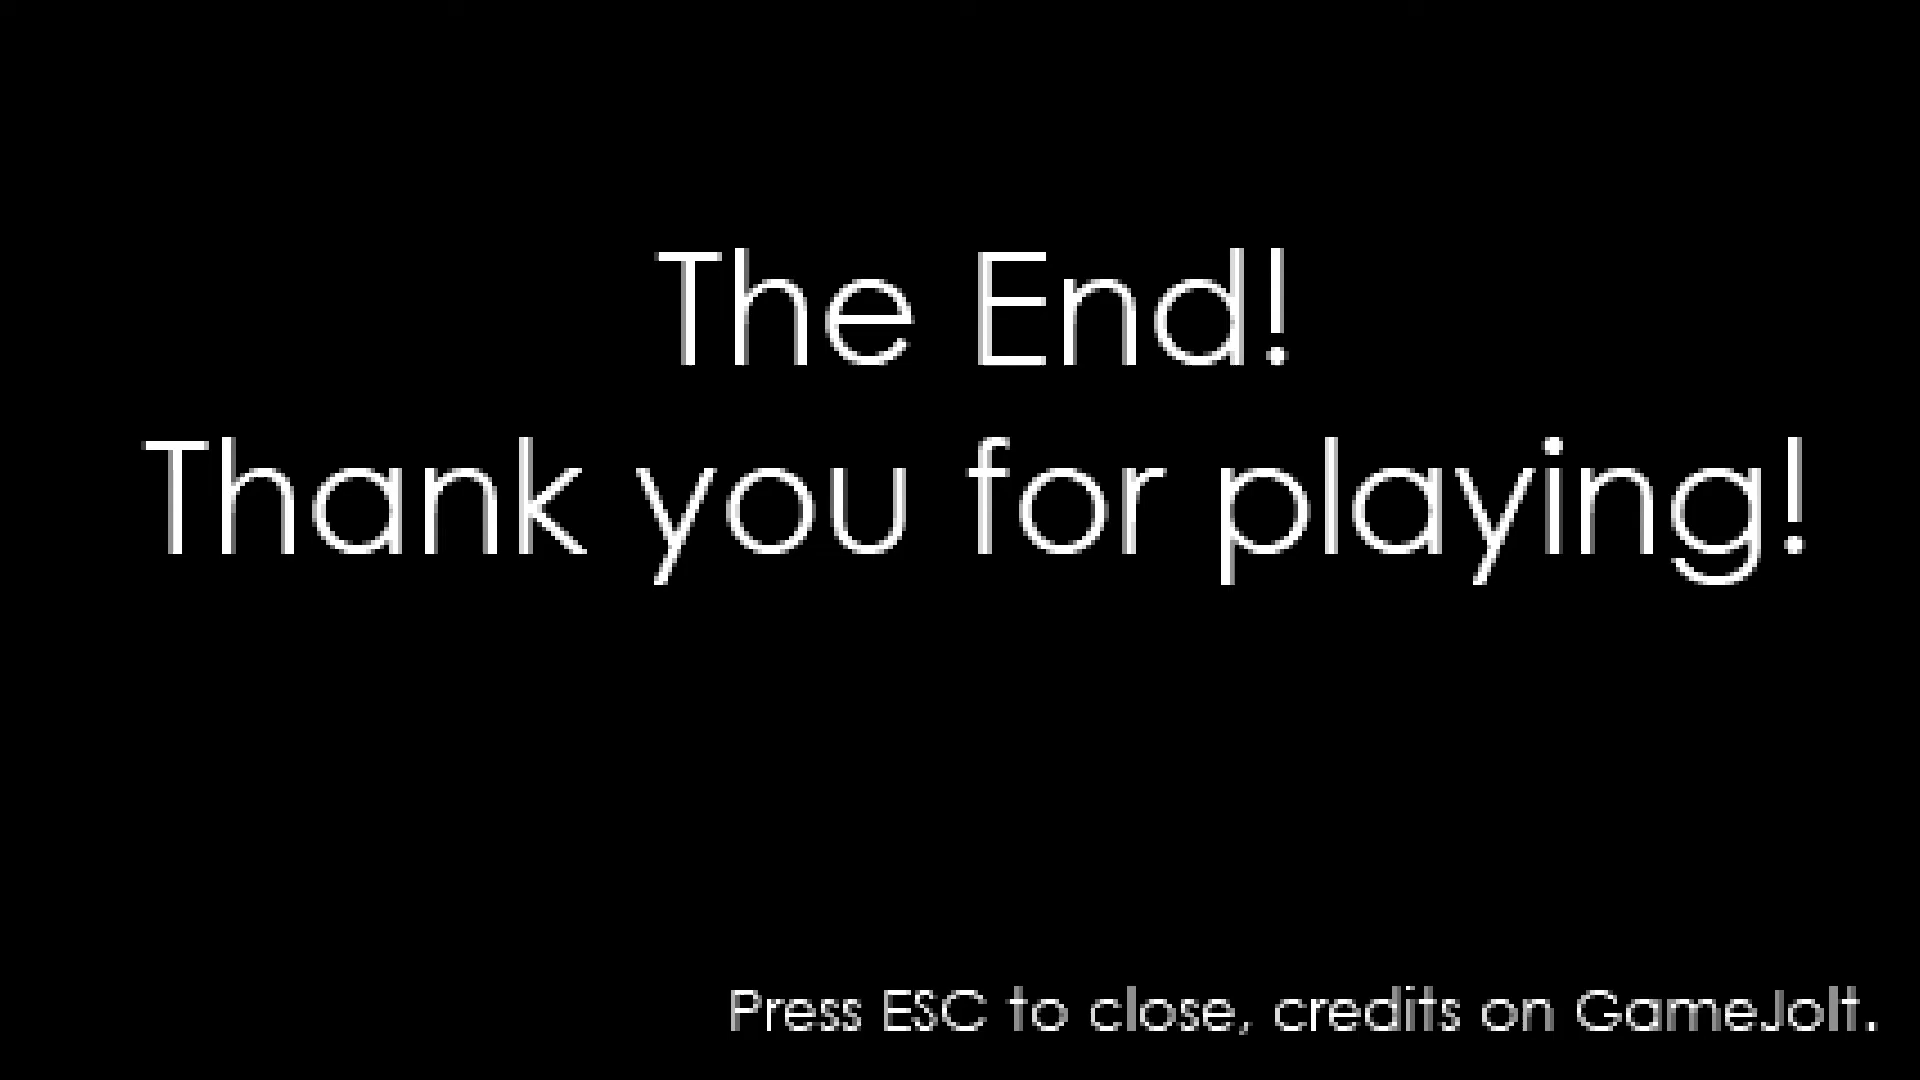 The End!
Thank you for playing!
Press ESC to close, credits on GameJolt.